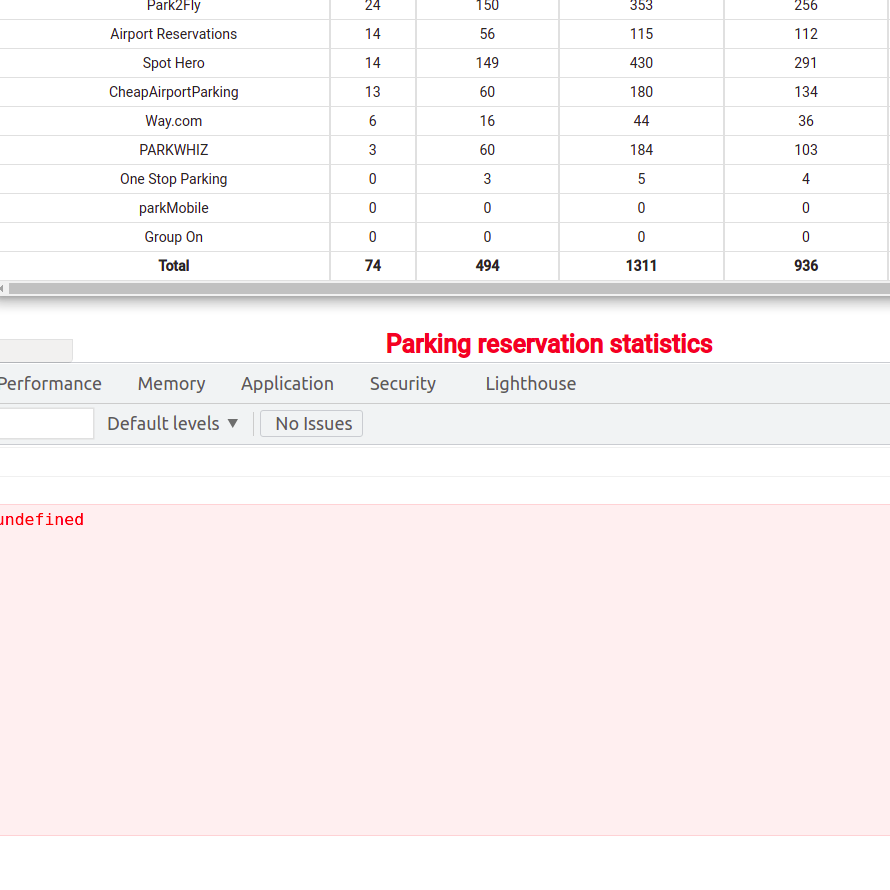 Park2Fly 24 150 353 256
Airport Reservations 14 56 115 112
Spot Hero 14 149 430 291
CheapAirportParking 13 60 180 134
Way.com 6 16 44 36
PARKWHIZ 3 60 184 103
One Stop Parking 0 3 5 4
parkMobile 0 0 0 0
Group On 0 0 0 0
Total 74 494 1311 936
Parking reservation statistics
Performance Memory Application Security Lighthouse
Default levels ▼ No Issues
undefined